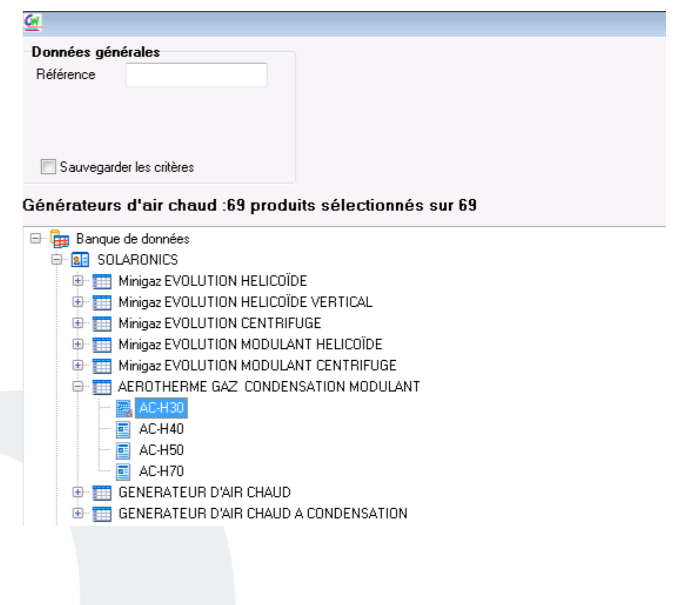 GW
Données générales
Référence
Sauvegarder les critères
Générateurs d'air chaud :69 produits sélectionnés sur 69
Banque de données
SOLARONICS
Minigaz EVOLUTION HELICOÏDE
Minigaz EVOLUTION HELICOÏDE VERTICAL
Minigaz EVOLUTION CENTRIFUGE
Minigaz EVOLUTION MODULANT HELICOÏDE
Minigaz EVOLUTION MODULANT CENTRIFUGE
AEROTHERME GAZ CONDENSATION MODULANT
AC-H30
AC-H40
AC-H50
AC-H70
GENERATEUR D'AIR CHAUD
GENERATEUR D'AIR CHAUD A CONDENSATION